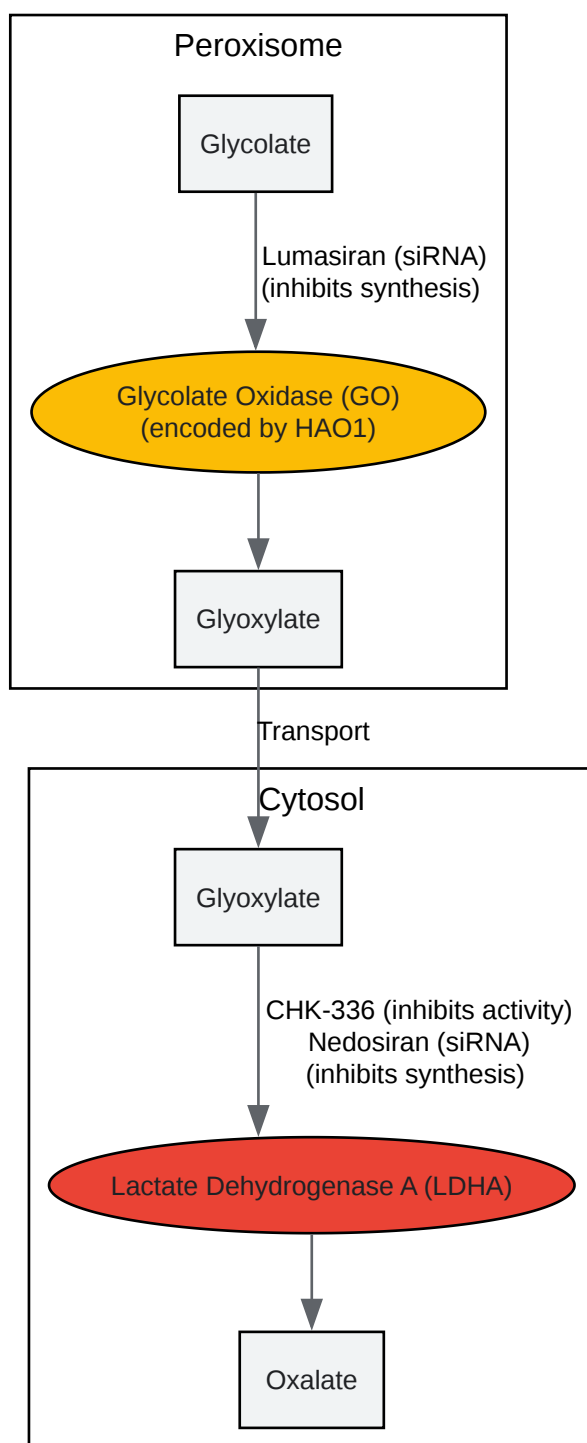 Peroxisome
Glycolate
Lumasiran (siRNA)
(inhibits synthesis)
Glycolate Oxidase (GO)
(encoded by HAO1)
Glyoxylate
Transport
Cytosol
Glyoxylate
CHK-336 (inhibits activity)
Nedosiran (siRNA)
(inhibits synthesis)
Lactate Dehydrogenase A (LDHA)
Oxalate